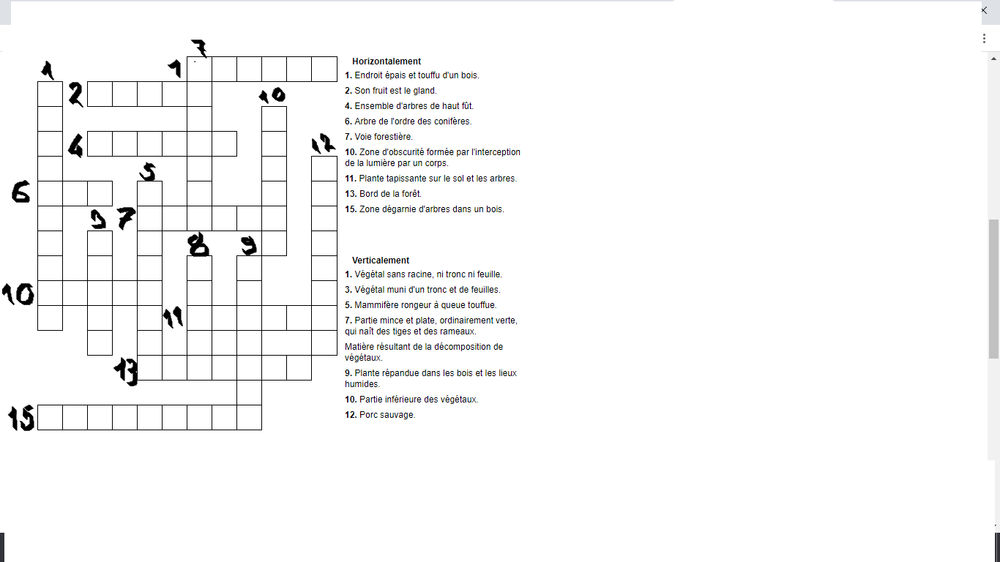 7
1
1
2
10
4
12
5
6
9 7
8 9
10
11
13
15
Horizontalement
1. Endroit épais et touffu d'un bois.
2. Son fruit est le gland.
4. Ensemble d'arbres de haut fût.
6. Arbre de l'ordre des conifères.
7. Voie forestière.
10. Zone d'obscurité formée par l'interception
de la lumière par un corps.
11. Plante tapissante sur le sol et les arbres.
13. Bord de la forêt.
15. Zone dégarnie d'arbres dans un bois.
Verticalement
1. Végétal sans racine, ni tronc ni feuille.
3. Végétal muni d'un tronc et de feuilles.
5. Mammifère rongeur à queue touffue.
7. Partie mince et plate, ordinairement verte,
qui naît des tiges et des rameaux.
Matière résultant de la décomposition de
végétaux.
9. Plante répandue dans les bois et les lieux
humides.
10. Partie inférieure des végétaux.
12. Porc sauvage.